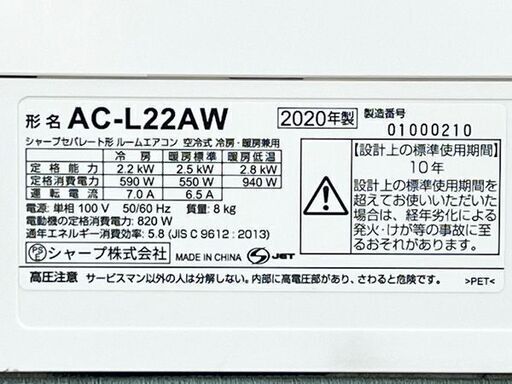 形名 AC-L22AW 2020年製 製造番号 01000210
シャープセパレート形 ルームエアコン 空冷式 冷房・暖房兼用
冷房 暖房標準 暖房低温
定格能力 2.2 kW 2.5 kW 2.8 kW
定格消費電力 590 W 550 W 940 W
運転電流 7.0 A 6.5 A
電源: 単相 100 V 50/60 Hz 質量: 8 kg
電動機の定格消費電力: 820 W
通年エネルギー消費効率: 5.8 (JIS C 9612 : 2013)
PS E シャープ株式会社 MADE IN CHINA S JET
【設計上の標準使用期間】
10 年
設計上の標準使用期間を
超えてお使いいただいた
場合は、経年劣化による
発火・けが等の事故に至
るおそれがあります。
高圧注意 サービスマン以外の人は分解しない。内部に高電圧部があり、さわると危険です。
>PET<